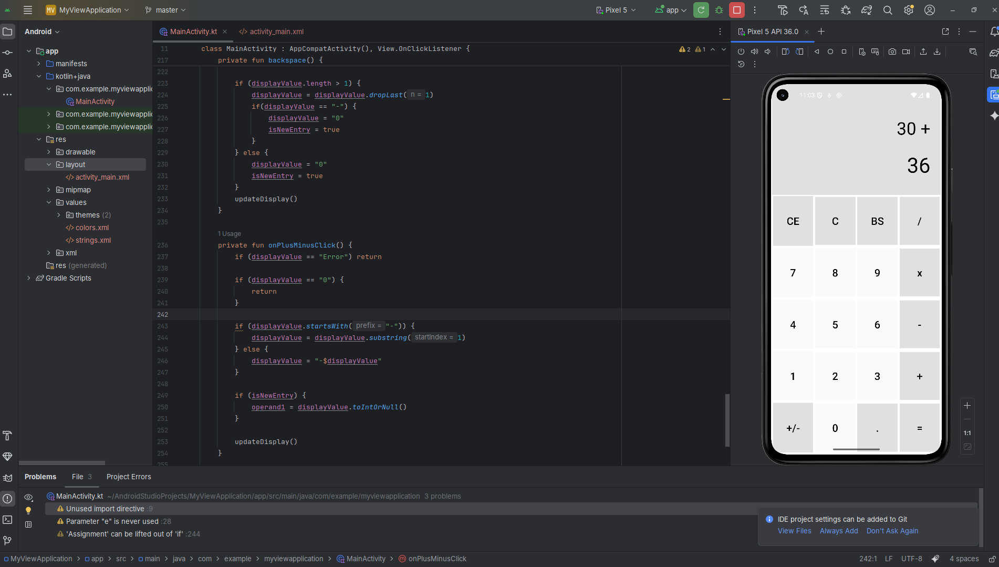 MV MyViewApplication master Pixel 5 app
Android
app
manifests
kotlin+java
com.example.myviewapplic
MainActivity
com.example.myviewapplic
com.example.myviewapplic
res
drawable
layout
activity_main.xml
mipmap
values
themes (2)
colors.xml
strings.xml
xml
res (generated)
Gradle Scripts
MainActivity.kt activity_main.xml
2 1
11 class MainActivity : AppCompatActivity(), View.OnClickListener {
217 private fun backspace() {
222
223 if (displayValue.length > 1) {
224 displayValue = displayValue.dropLast( n = 1)
225 if(displayValue == "-") {
226 displayValue = "0"
227 isNewEntry = true
228 }
229 } else {
230 displayValue = "0"
231 isNewEntry = true
232 }
233 updateDisplay()
234 }
235
1 Usage
236 private fun onPlusMinusClick() {
237 if (displayValue == "Error") return
238
239 if (displayValue == "0") {
240 return
241 }
242
243 if (displayValue.startsWith( prefix = "-")) {
244 displayValue = displayValue.substring( startIndex = 1)
245 } else {
246 displayValue = "-$displayValue"
247 }
248
249 if (isNewEntry) {
250 operand1 = displayValue.toIntOrNull()
251 }
252
253 updateDisplay()
254 }
255
Pixel 5 API 36.0
11:03
30 +
36
CE C BS /
7 8 9 x
4 5 6 -
1 2 3 +
+/- 0 . =
1:1
Problems File 3 Project Errors
MainActivity.kt ~/AndroidStudioProjects/MyViewApplication/app/src/main/java/com/example/myviewapplication 3 problems
Unused import directive :9
Parameter "e" is never used :28
'Assignment' can be lifted out of 'if' :244
IDE project settings can be added to Git
View Files Always Add Don't Ask Again
MyViewApplication > app > src > main > java > com > example > myviewapplication > MainActivity > onPlusMinusClick
242:1 LF UTF-8 4 spaces